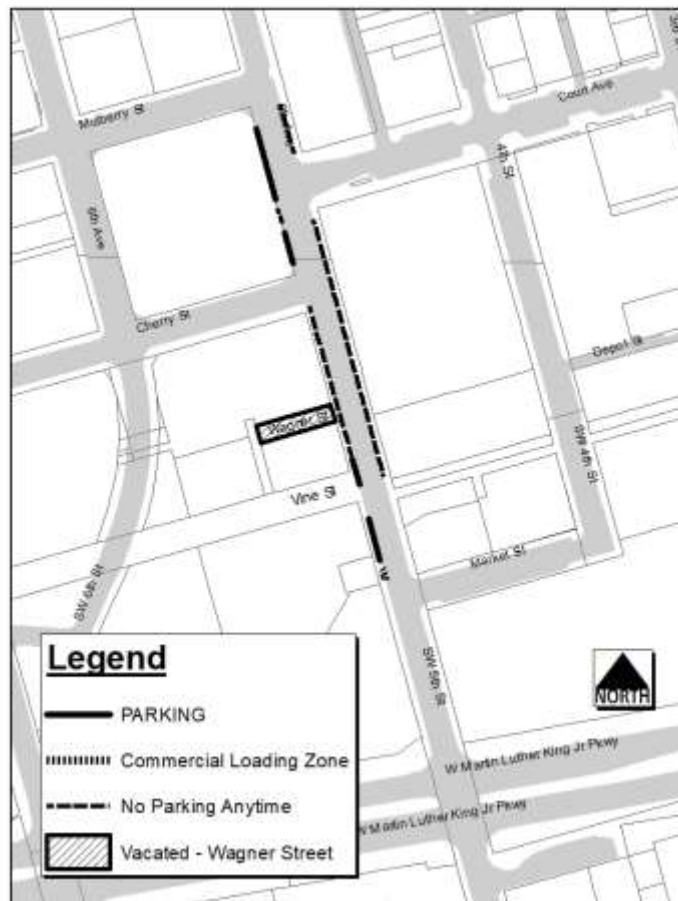 Mulberry St
Court Ave
3rd
6th Ave
4th St
Cherry St
Depot St
Wagner St
SW 4th St
Vine St
Market St
SW 6th St
SW 5th St
NORTH
W Martin Luther King Jr Pkwy
W Martin Luther King Jr Pkwy
Legend
PARKING
Commercial Loading Zone
No Parking Anytime
Vacated - Wagner Street